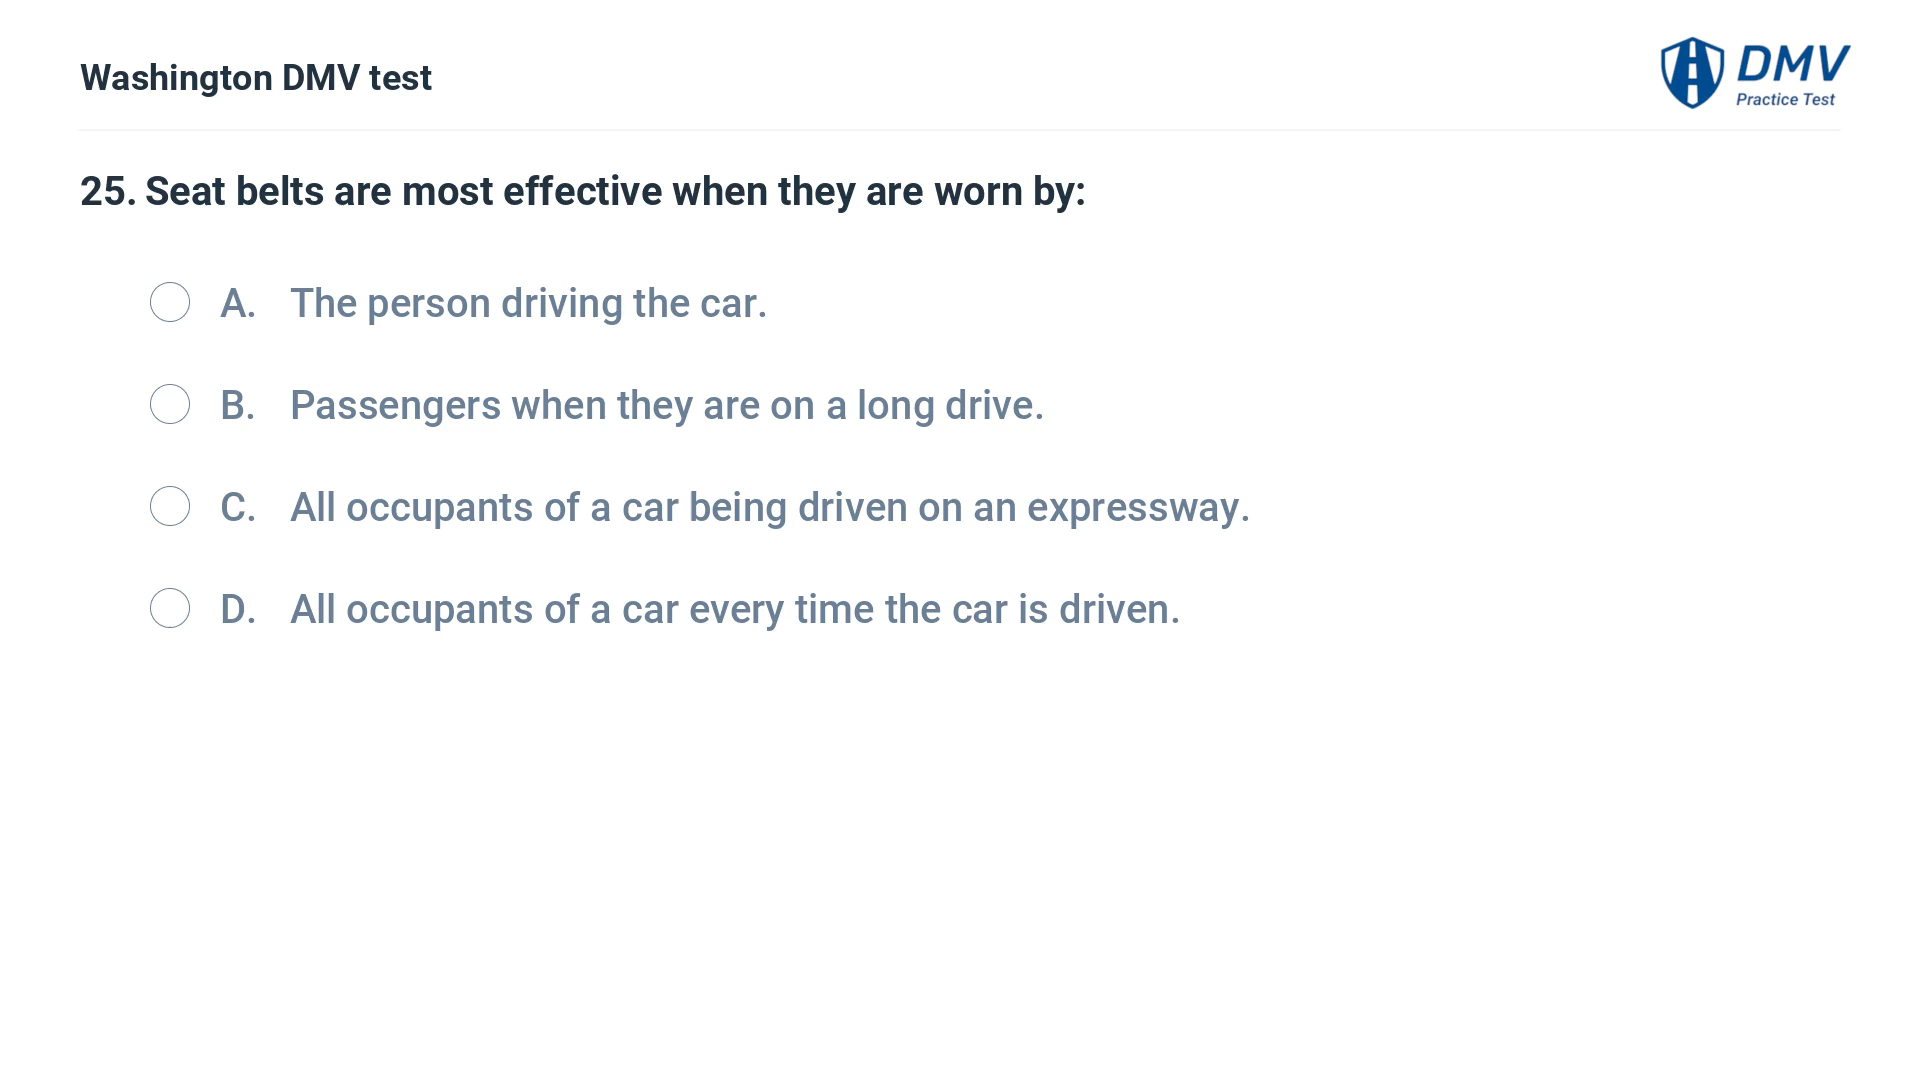 Washington DMV test
DMV
Practice Test
25. Seat belts are most effective when they are worn by:
A. The person driving the car.
B. Passengers when they are on a long drive.
C. All occupants of a car being driven on an expressway.
D. All occupants of a car every time the car is driven.